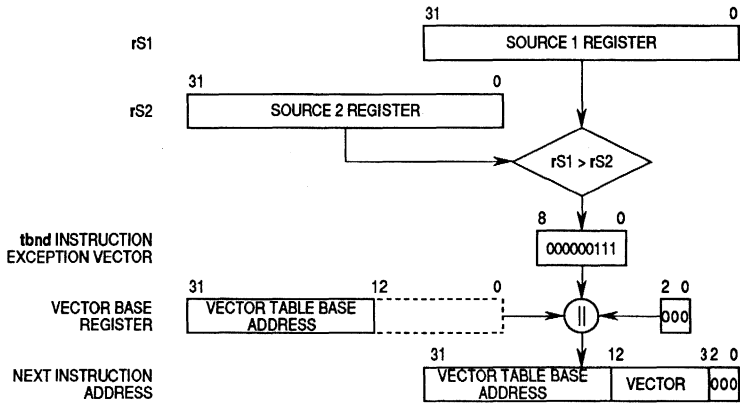 31 0
rS1 SOURCE 1 REGISTER
31 0
rS2 SOURCE 2 REGISTER
rS1 > rS2
8 0
tbnd INSTRUCTION
EXCEPTION VECTOR
000000111
31 12 0 2 0
VECTOR BASE
REGISTER
VECTOR TABLE BASE
ADDRESS
||
000
31 12 32 0
NEXT INSTRUCTION
ADDRESS
VECTOR TABLE BASE
ADDRESS
VECTOR
000